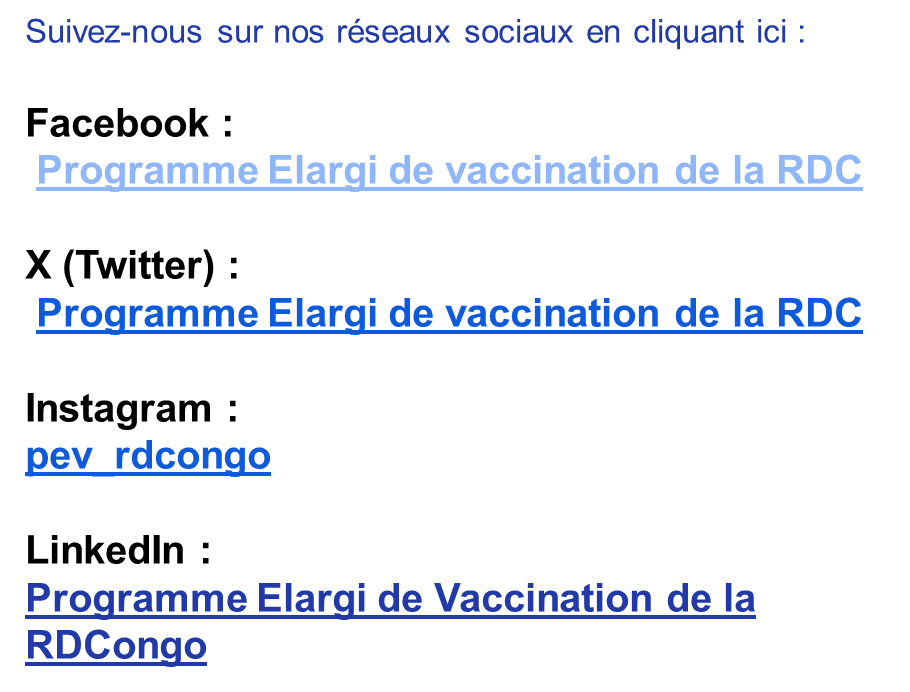 Suivez-nous sur nos réseaux sociaux en cliquant ici :
Facebook :
Programme Elargi de vaccination de la RDC
X (Twitter) :
Programme Elargi de vaccination de la RDC
Instagram :
pev_rdcongo
LinkedIn :
Programme Elargi de Vaccination de la
RDCongo